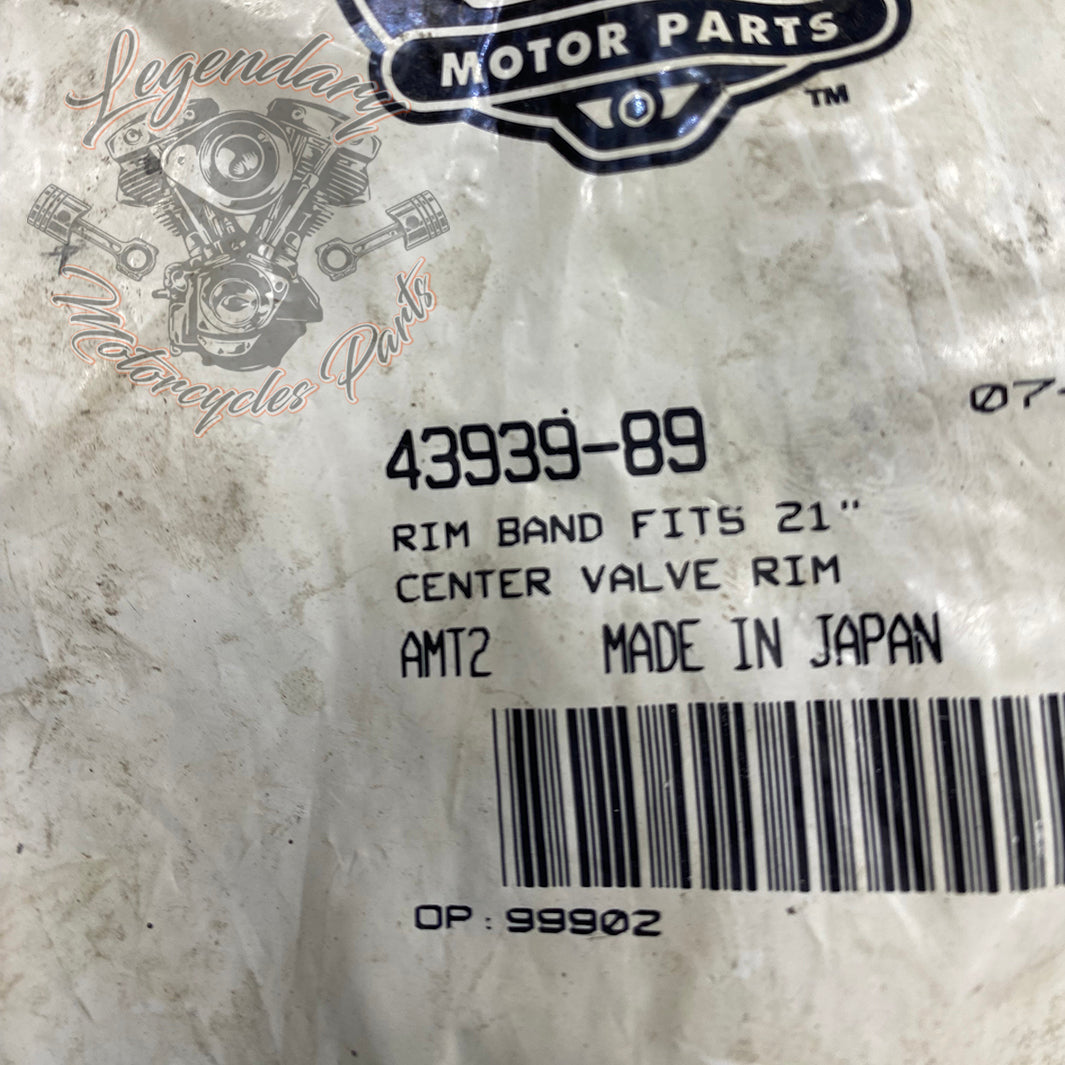 MOTOR PARTS
TM
Legendary
Motorcycles Parts
07-
43939-89
RIM BAND FITS 21"
CENTER VALVE RIM
AMT2 MADE IN JAPAN
OP: 99902